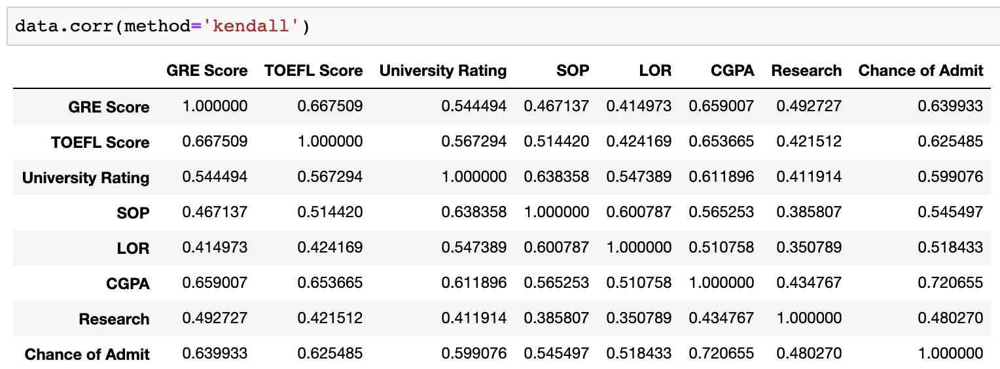 data.corr(method='kendall')
GRE Score TOEFL Score University Rating SOP LOR CGPA Research Chance of Admit
GRE Score 1.000000 0.667509 0.544494 0.467137 0.414973 0.659007 0.492727 0.639933
TOEFL Score 0.667509 1.000000 0.567294 0.514420 0.424169 0.653665 0.421512 0.625485
University Rating 0.544494 0.567294 1.000000 0.638358 0.547389 0.611896 0.411914 0.599076
SOP 0.467137 0.514420 0.638358 1.000000 0.600787 0.565253 0.385807 0.545497
LOR 0.414973 0.424169 0.547389 0.600787 1.000000 0.510758 0.350789 0.518433
CGPA 0.659007 0.653665 0.611896 0.565253 0.510758 1.000000 0.434767 0.720655
Research 0.492727 0.421512 0.411914 0.385807 0.350789 0.434767 1.000000 0.480270
Chance of Admit 0.639933 0.625485 0.599076 0.545497 0.518433 0.720655 0.480270 1.000000